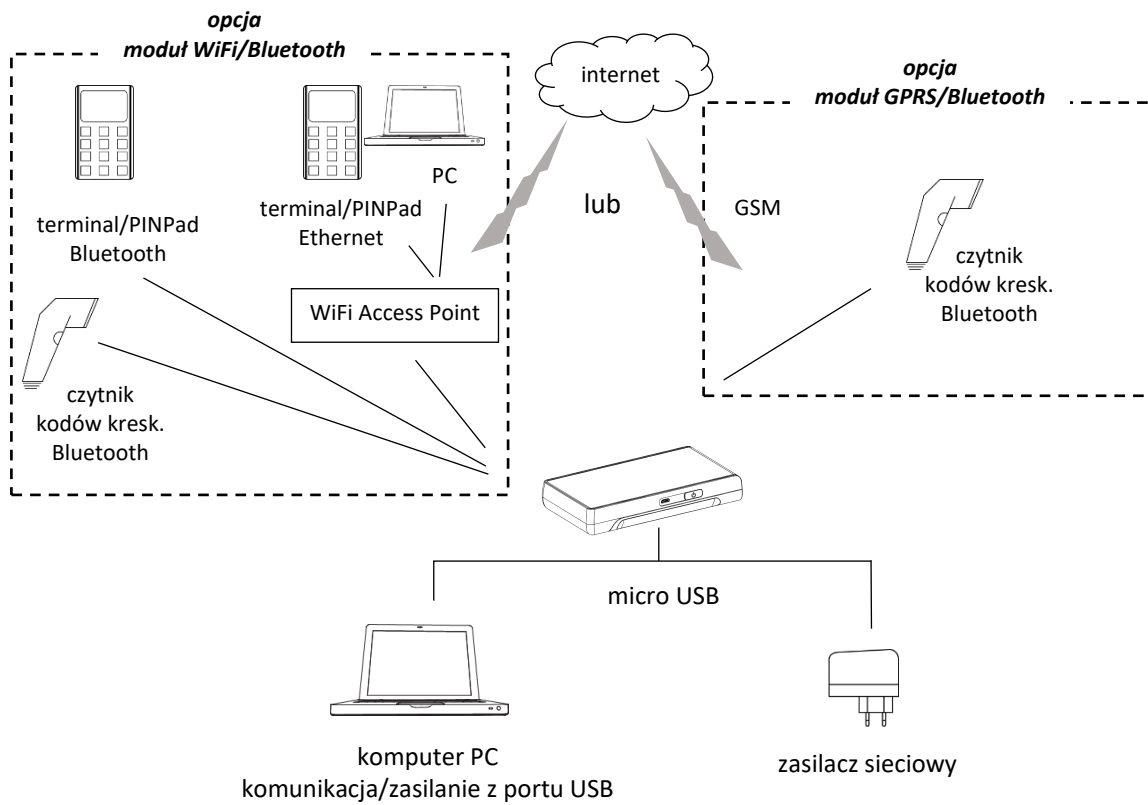 opcja
moduł WiFi/Bluetooth
terminal/PINPad
Bluetooth
terminal/PINPad
Ethernet
PC
WiFi Access Point
czytnik
kodów kresk.
Bluetooth
internet
lub
GSM
opcja
moduł GPRS/Bluetooth
czytnik
kodów kresk.
Bluetooth
micro USB
komputer PC
komunikacja/zasilanie z portu USB
zasilacz sieciowy